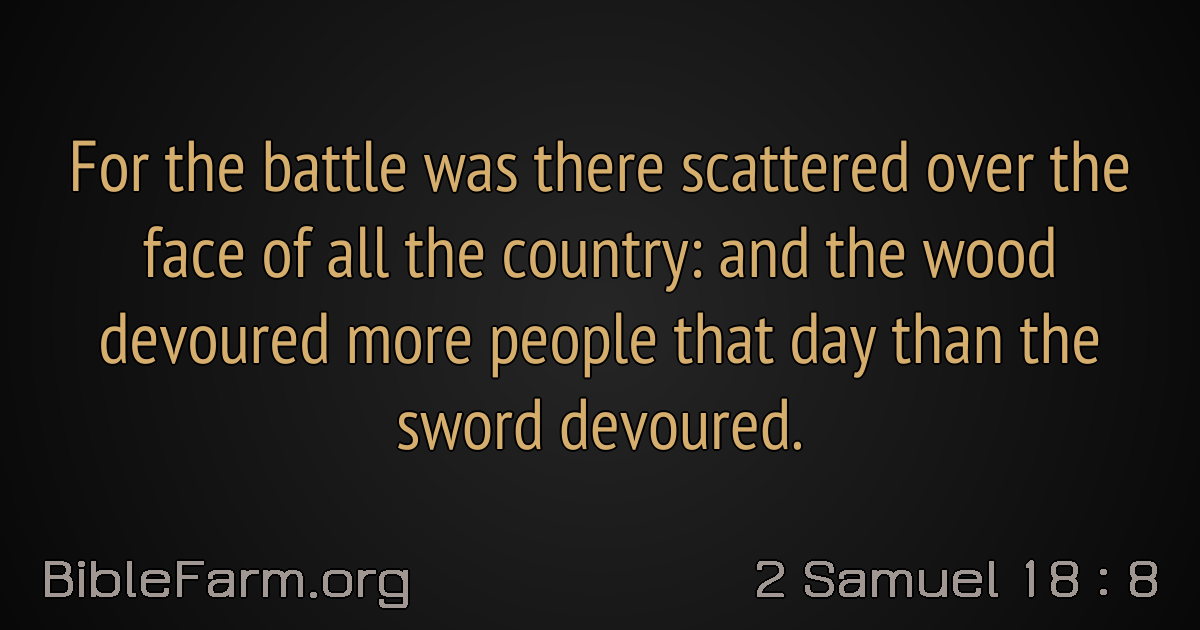 For the battle was there scattered over the
face of all the country: and the wood
devoured more people that day than the
sword devoured.
BibleFarm.org
2 Samuel 18 : 8